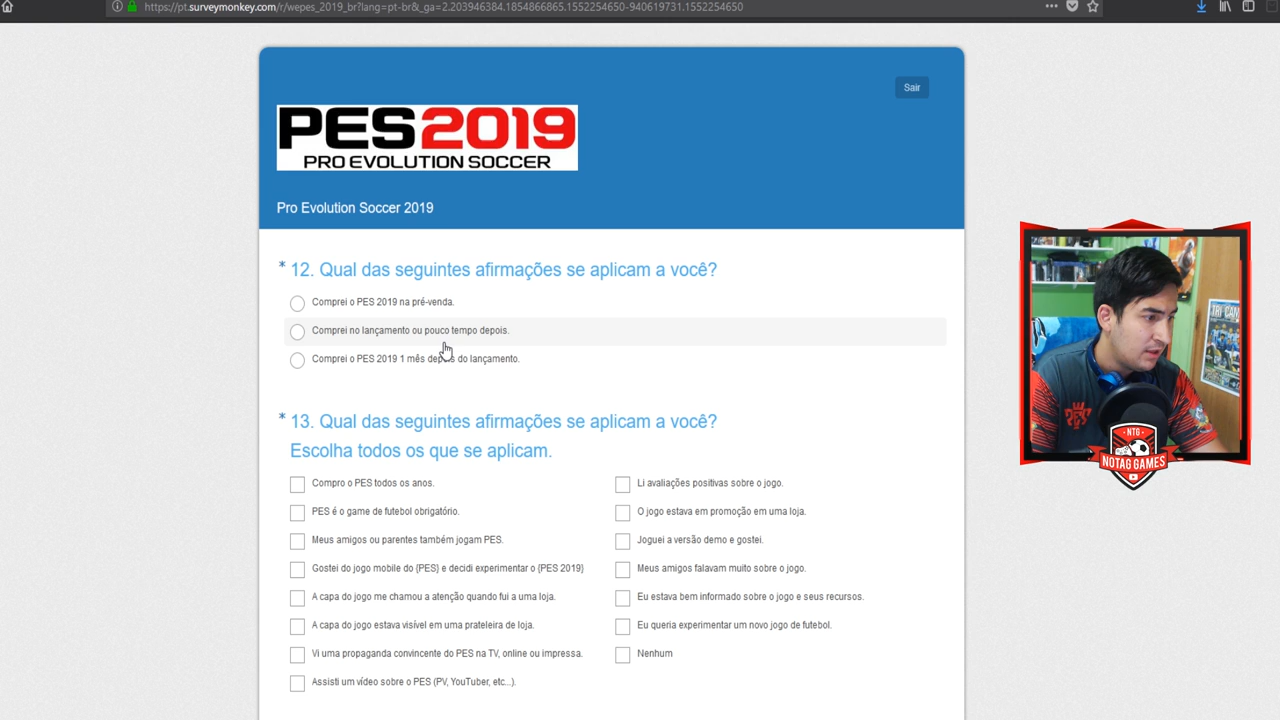 https://pt.surveymonkey.com/r/wepes_2019_br?lang=pt-br&_ga=2.203946384.1854866865.1552254650-940619731.1552254650
Sair
PES2019
PRO EVOLUTION SOCCER
Pro Evolution Soccer 2019
* 12. Qual das seguintes afirmações se aplicam a você?
Comprei o PES 2019 na pré-venda.
Comprei no lançamento ou pouco tempo depois.
Comprei o PES 2019 1 mês depois do lançamento.
* 13. Qual das seguintes afirmações se aplicam a você?
Escolha todos os que se aplicam.
Compro o PES todos os anos.
PES é o game de futebol obrigatório.
Meus amigos ou parentes também jogam PES.
Gostei do jogo mobile do {PES} e decidi experimentar o {PES 2019}
A capa do jogo me chamou a atenção quando fui a uma loja.
A capa do jogo estava visível em uma prateleira de loja.
Vi uma propaganda convincente do PES na TV, online ou impressa.
Assisti um vídeo sobre o PES (PV, YouTuber, etc...).
Li avaliações positivas sobre o jogo.
O jogo estava em promoção em uma loja.
Joguei a versão demo e gostei.
Meus amigos falavam muito sobre o jogo.
Eu estava bem informado sobre o jogo e seus recursos.
Eu queria experimentar um novo jogo de futebol.
Nenhum
TRI CAM
NTG
NOTAG GAMES